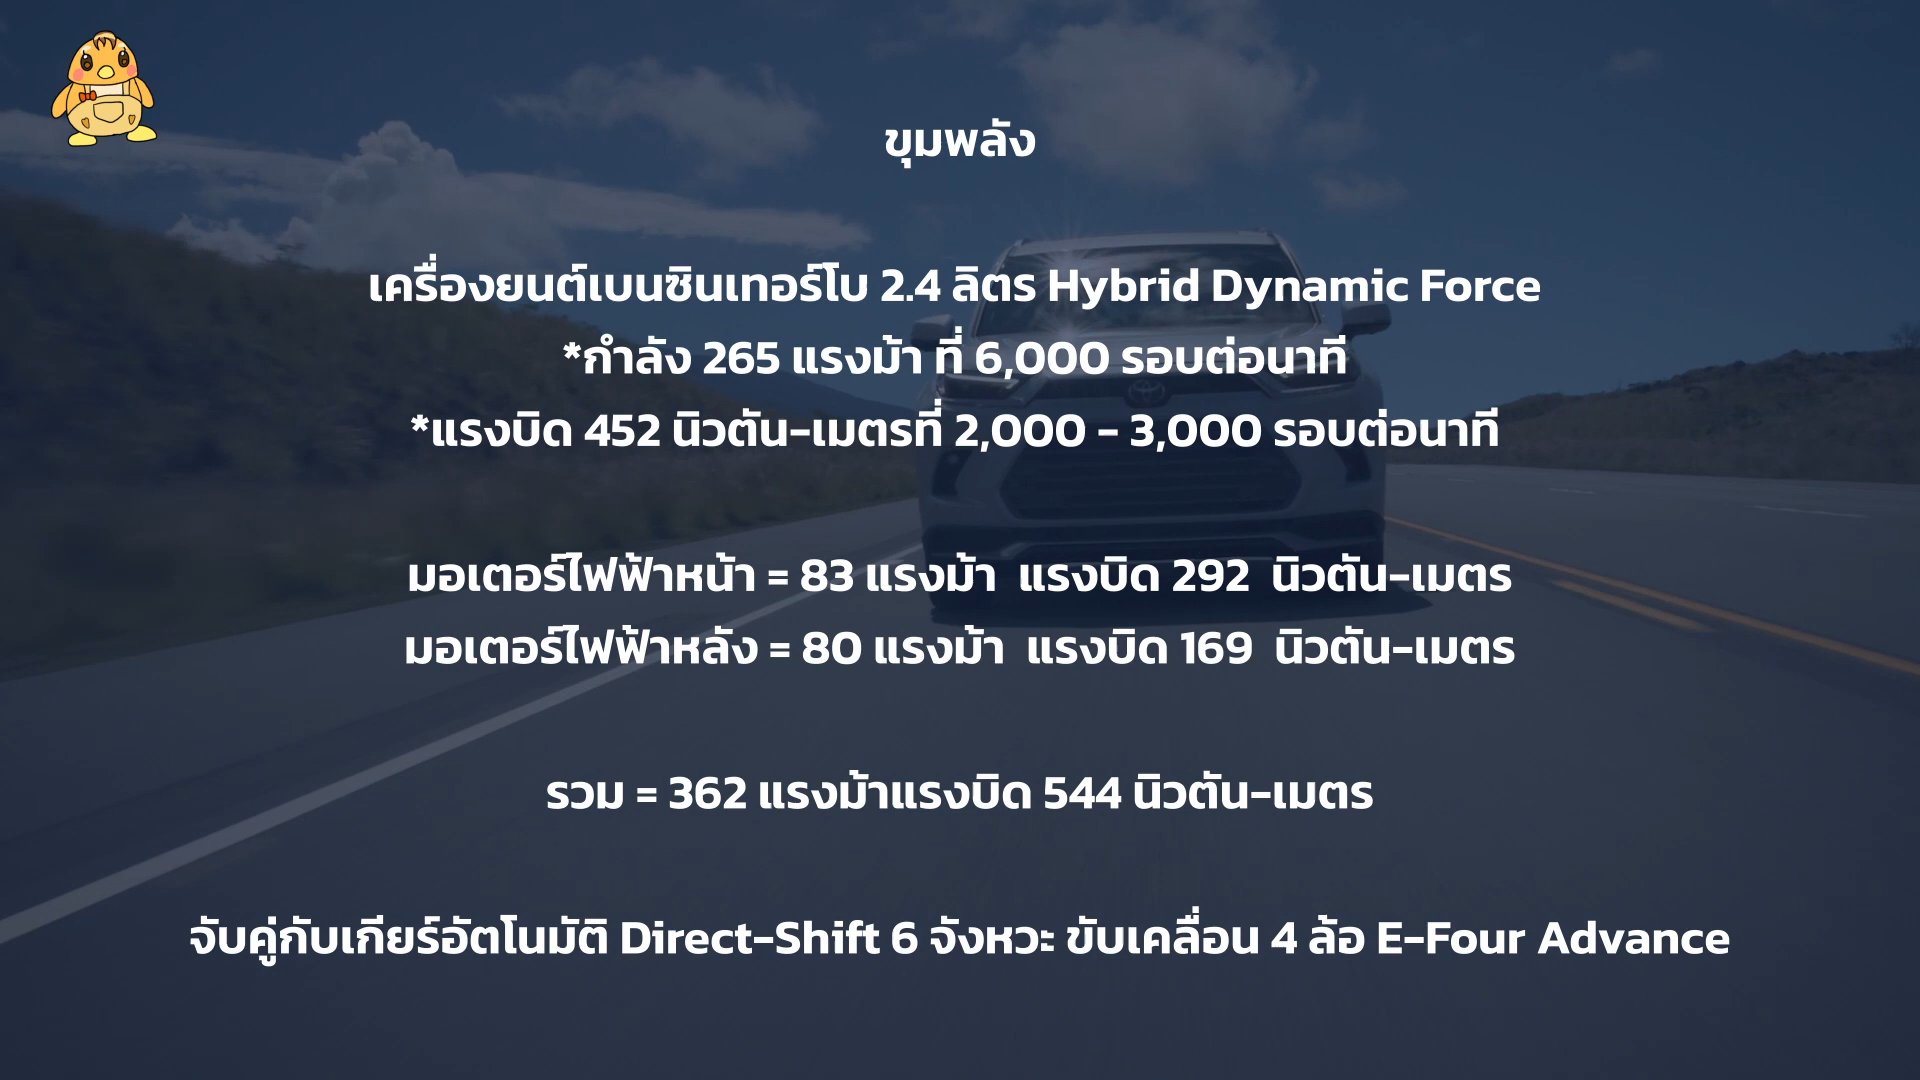 ขุมพลัง
เครื่องยนต์เบนซินเทอร์โบ 2.4 ลิตร Hybrid Dynamic Force
*กำลัง 265 แรงม้า ที่ 6,000 รอบต่อนาที
*แรงบิด 452 นิวตัน-เมตรที่ 2,000 - 3,000 รอบต่อนาที
มอเตอร์ไฟฟ้าหน้า = 83 แรงม้า แรงบิด 292 นิวตัน-เมตร
มอเตอร์ไฟฟ้าหลัง = 80 แรงม้า แรงบิด 169 นิวตัน-เมตร
รวม = 362 แรงม้าแรงบิด 544 นิวตัน-เมตร
จับคู่กับเกียร์อัตโนมัติ Direct-Shift 6 จังหวะ ขับเคลื่อน 4 ล้อ E-Four Advance